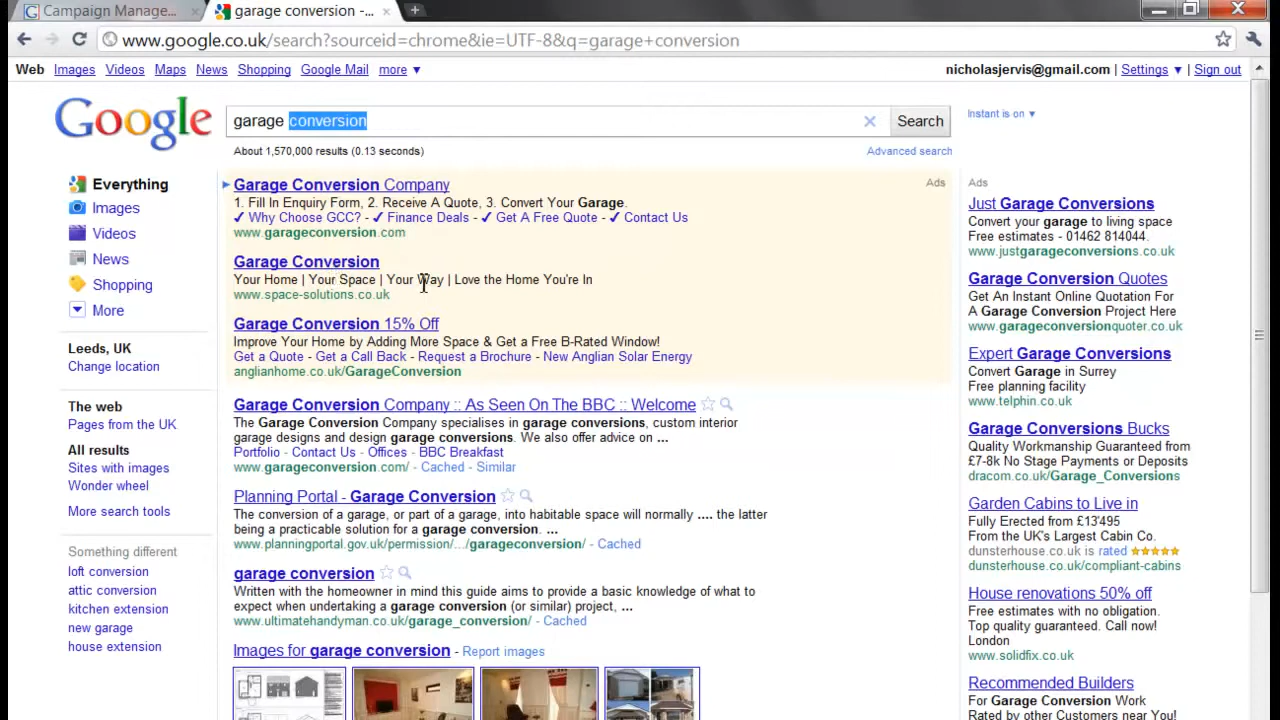 Campaign Manage...
garage conversion -...
www.google.co.uk/search?sourceid=chrome&ie=UTF-8&q=garage+conversion
Web Images Videos Maps News Shopping Google Mail more ▼
nicholasjervis@gmail.com | Settings ▼ | Sign out
Google
garage conversion
Search
Instant is on ▼
About 1,570,000 results (0.13 seconds)
Advanced search
Everything
Images
Videos
News
Shopping
More
Leeds, UK
Change location
The web
Pages from the UK
All results
Sites with images
Wonder wheel
More search tools
Something different
loft conversion
attic conversion
kitchen extension
new garage
house extension
Garage Conversion Company
Ads
1. Fill In Enquiry Form, 2. Receive A Quote, 3. Convert Your Garage.
✓ Why Choose GCC? - ✓ Finance Deals - ✓ Get A Free Quote - ✓ Contact Us
www.garageconversion.com
Garage Conversion
Your Home | Your Space | Your Way | Love the Home You're In
www.space-solutions.co.uk
Garage Conversion 15% Off
Improve Your Home by Adding More Space & Get a Free B-Rated Window!
Get a Quote - Get a Call Back - Request a Brochure - New Anglian Solar Energy
anglianhome.co.uk/GarageConversion
Garage Conversion Company :: As Seen On The BBC :: Welcome
The Garage Conversion Company specialises in garage conversions, custom interior
garage designs and design garage conversions. We also offer advice on ...
Portfolio - Contact Us - Offices - BBC Breakfast
www.garageconversion.com/ - Cached - Similar
Planning Portal - Garage Conversion
The conversion of a garage, or part of a garage, into habitable space will normally .... the latter
being a practicable solution for a garage conversion. ...
www.planningportal.gov.uk/permission/.../garageconversion/ - Cached
garage conversion
Written with the homeowner in mind this guide aims to provide a basic knowledge of what to
expect when undertaking a garage conversion (or similar) project, ...
www.ultimatehandyman.co.uk/garage_conversion/ - Cached
Images for garage conversion - Report images
Ads
Just Garage Conversions
Convert your garage to living space
Free estimates - 01462 814044.
www.justgarageconversions.co.uk
Garage Conversion Quotes
Get An Instant Online Quotation For
A Garage Conversion Project Here
www.garageconversionquoter.co.uk
Expert Garage Conversions
Convert Garage in Surrey
Free planning facility
www.telphin.co.uk
Garage Conversions Bucks
Quality Workmanship Guaranteed from
£7-8k No Stage Payments or Deposits
dracom.co.uk/Garage_Conversions
Garden Cabins to Live in
Fully Erected from £13'495
From the UK's Largest Cabin Co.
dunsterhouse.co.uk is rated ★★★★★
dunsterhouse.co.uk/compliant-cabins
House renovations 50% off
Free estimates with no obligation.
Top quality guaranteed. Call now!
London
www.solidfix.co.uk
Recommended Builders
For Garage Conversion Work
Rated by other Customers near You!